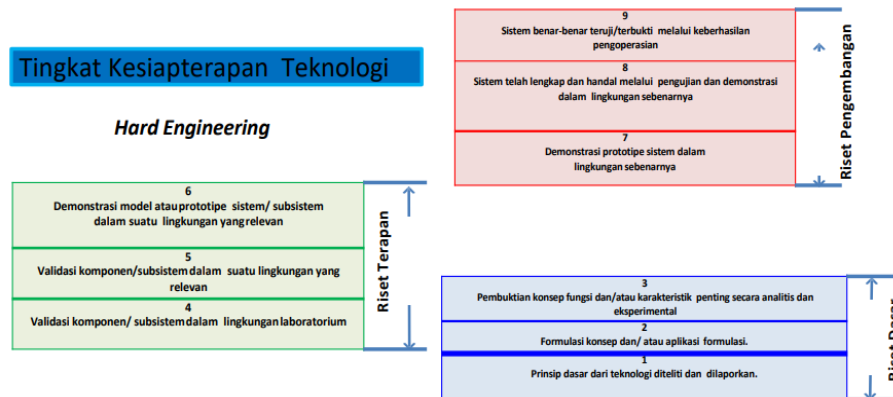 Tingkat Kesiapterapan Teknologi
Hard Engineering
9
Sistem benar-benar teruji/terbukti melalui keberhasilan
pengoperasian
8
Sistem telah lengkap dan handal melalui pengujian dan demonstrasi
dalam lingkungan sebenarnya
7
Demonstrasi prototipe sistem dalam
lingkungan sebenarnya
Riset Pengembangan
6
Demonstrasi model atau prototipe sistem/ subsistem
dalam suatu lingkungan yang relevan
5
Validasi komponen/subsistem dalam suatu lingkungan yang
relevan
4
Validasi komponen/ subsistem dalam lingkungan laboratorium
Riset Terapan
3
Pembuktian konsep fungsi dan/atau karakteristik penting secara analitis dan
eksperimental
2
Formulasi konsep dan/ atau aplikasi formulasi.
1
Prinsip dasar dari teknologi diteliti dan dilaporkan.
Riset Dasar